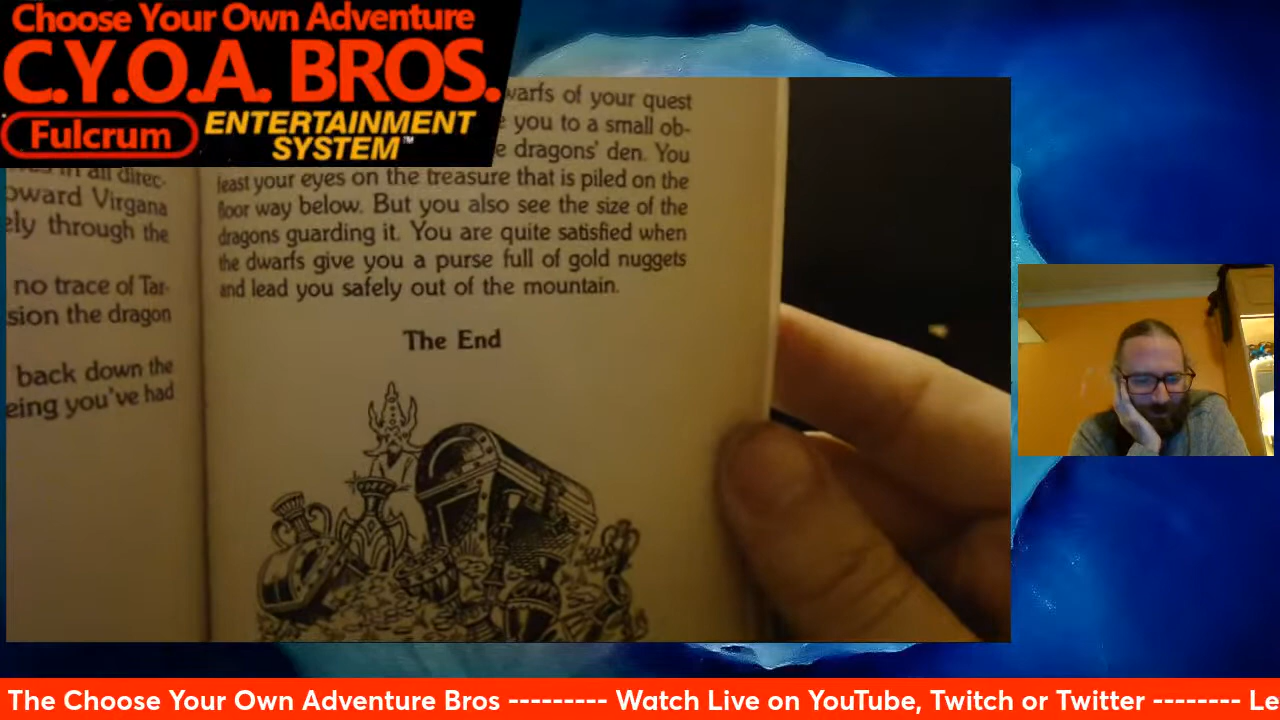 Choose Your Own Adventure
C.Y.O.A. BROS.
Fulcrum
ENTERTAINMENT
SYSTEM™
in all direc-
oward Virgana
ely through the
no trace of Tar-
sion the dragon
back down the
eing you've had
warfs of your quest
you to a small ob-
e dragons' den. You
feast your eyes on the treasure that is piled on the
floor way below. But you also see the size of the
dragons guarding it. You are quite satisfied when
the dwarfs give you a purse full of gold nuggets
and lead you safely out of the mountain.
The End
The Choose Your Own Adventure Bros --------- Watch Live on YouTube, Twitch or Twitter -------- Le